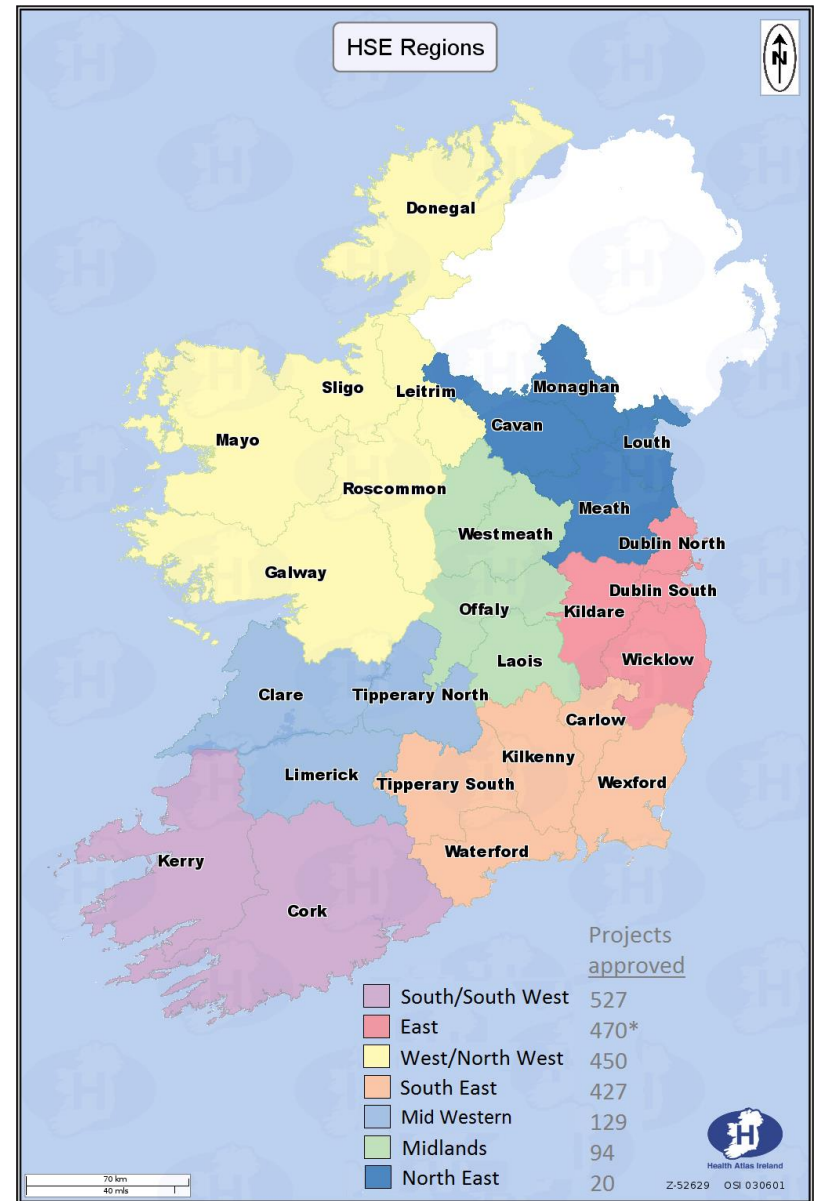 HSE Regions
N
Donegal
Sligo
Leitrim
Monaghan
Cavan
Louth
Mayo
Roscommon
Meath
Westmeath
Dublin North
Galway
Dublin South
Offaly
Kildare
Laois
Wicklow
Clare
Tipperary North
Carlow
Kilkenny
Limerick
Tipperary South
Wexford
Waterford
Kerry
Cork
Projects
approved
South/South West 527
East 470*
West/North West 450
South East 427
Mid Western 129
Midlands 94
North East 20
H
Health Atlas Ireland
70 km
40 mls
Z-52629 OSI 030601